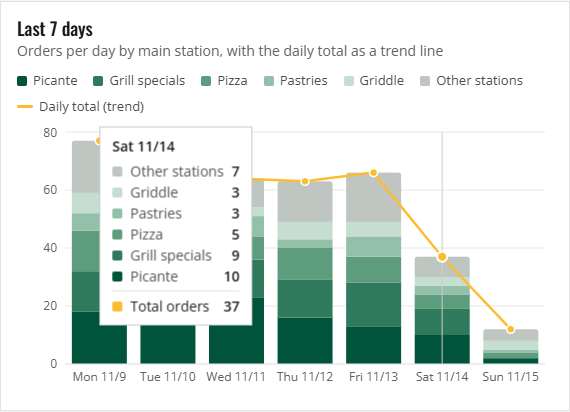 Last 7 days
Orders per day by main station, with the daily total as a trend line
Picante Grill specials Pizza Pastries Griddle Other stations
Daily total (trend)
80
60
40
20
0
Sat 11/14
Other stations 7
Griddle 3
Pastries 3
Pizza 5
Grill specials 9
Picante 10
Total orders 37
Mon 11/9 Tue 11/10 Wed 11/11 Thu 11/12 Fri 11/13 Sat 11/14 Sun 11/15